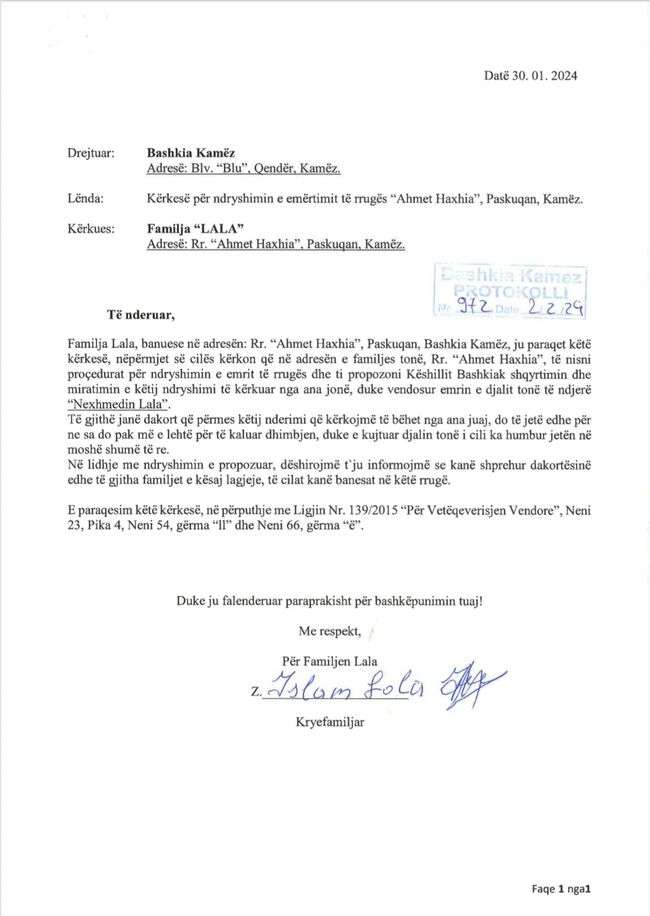 Datë 30. 01. 2024
Drejtuar: Bashkia Kamëz
Adresë: Blv. “Blu”, Qendër, Kamëz.
Lënda: Kërkesë për ndryshimin e emërtimit të rrugës “Ahmet Haxhia”, Paskuqan, Kamëz.
Kërkues: Familja “LALA”
Adresë: Rr. “Ahmet Haxhia”, Paskuqan, Kamëz.
Bashkia Kamëz
PROTOKOLLI
Nr. 972 Date 2.2.24
Të nderuar,
Familja Lala, banuese në adresën: Rr. “Ahmet Haxhia”, Paskuqan, Bashkia Kamëz, ju paraqet këtë
kërkesë, nëpërmjet së cilës kërkon që në adresën e familjes tonë, Rr. “Ahmet Haxhia”, të nisni
proçedurat për ndryshimin e emrit të rrugës dhe ti propozoni Këshillit Bashkiak shqyrtimin dhe
miratimin e këtij ndryshimi të kërkuar nga ana jonë, duke vendosur emrin e djalit tonë të ndjerë
“Nexhmedin Lala”.
Të gjithë janë dakort që përmes këtij nderimi që kërkojmë të bëhet nga ana juaj, do të jetë edhe për
ne sa do pak më e lehtë për të kaluar dhimbjen, duke e kujtuar djalin tonë i cili ka humbur jetën në
moshë shumë të re.
Në lidhje me ndryshimin e propozuar, dëshirojmë t`ju informojmë se kanë shprehur dakortësinë
edhe të gjitha familjet e kësaj lagjeje, të cilat kanë banesat në këtë rrugë.
E paraqesim këtë kërkesë, në përputhje me Ligjin Nr. 139/2015 “Për Vetëqeverisjen Vendore”, Neni
23, Pika 4, Neni 54, gërma “ll” dhe Neni 66, gërma “ë”.
Duke ju falenderuar paraprakisht për bashkëpunimin tuaj!
Me respekt,
Për Familjen Lala
Z. Islam Lala
Kryefamiljar
Faqe 1 nga1